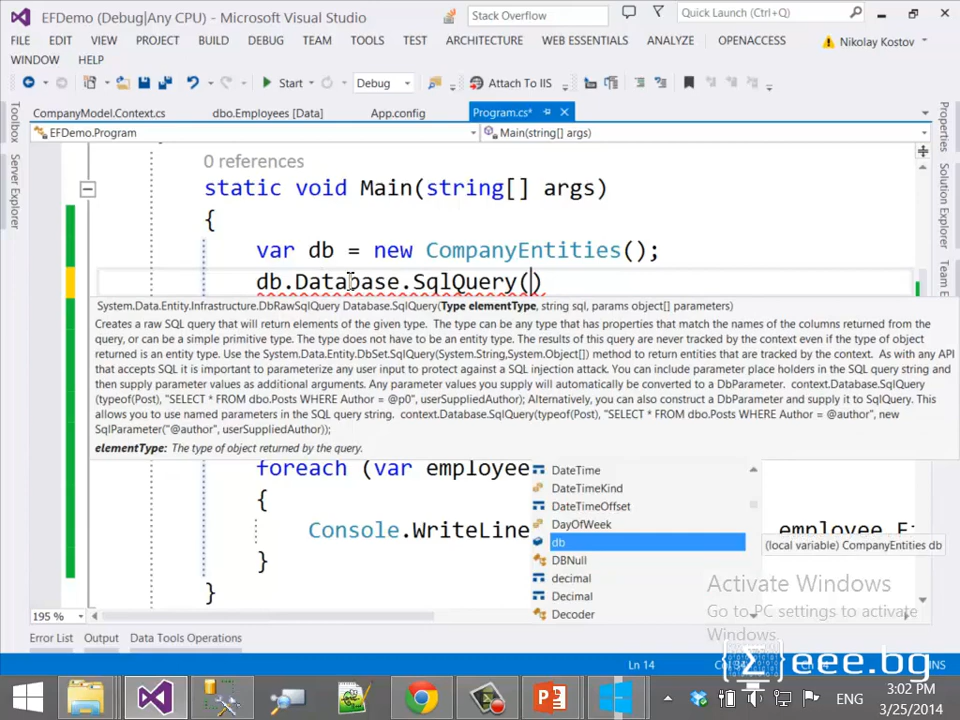 EFDemo (Debug|Any CPU) - Microsoft Visual Studio
Stack Overflow
Quick Launch (Ctrl+Q)
FILE EDIT VIEW PROJECT BUILD DEBUG TEAM TOOLS TEST ARCHITECTURE WEB ESSENTIALS ANALYZE OPENACCESS Nikolay Kostov
WINDOW HELP
Start Debug Attach To IIS
CompanyModel.Context.cs dbo.Employees [Data] App.config Program.cs*
EFDemo.Program Main(string[] args)
Toolbox
Server Explorer
Properties
Solution Explorer
Team Explorer
0 references
static void Main(string[] args)
{
var db = new CompanyEntities();
db.Database.SqlQuery()
System.Data.Entity.Infrastructure.DbRawSqlQuery Database.SqlQuery(Type elementType, string sql, params object[] parameters)
Creates a raw SQL query that will return elements of the given type. The type can be any type that has properties that match the names of the columns returned from the
query, or can be a simple primitive type. The type does not have to be an entity type. The results of this query are never tracked by the context even if the type of object
returned is an entity type. Use the System.Data.Entity.DbSet.SqlQuery(System.String,System.Object[]) method to return entities that are tracked by the context. As with any API
that accepts SQL it is important to parameterize any user input to protect against a SQL injection attack. You can include parameter place holders in the SQL query string and
then supply parameter values as additional arguments. Any parameter values you supply will automatically be converted to a DbParameter. context.Database.SqlQuery
(typeof(Post), "SELECT * FROM dbo.Posts WHERE Author = @p0", userSuppliedAuthor); Alternatively, you can also construct a DbParameter and supply it to SqlQuery. This
allows you to use named parameters in the SQL query string. context.Database.SqlQuery(typeof(Post), "SELECT * FROM dbo.Posts WHERE Author = @author", new
SqlParameter("@author", userSuppliedAuthor));
elementType: The type of object returned by the query.
foreach (var employee
{
Console.WriteLine employee.Fi
}
}
DateTime
DateTimeKind
DateTimeOffset
DayOfWeek
db
DBNull
decimal
Decimal
Decoder
(local variable) CompanyEntities db
Activate Windows
Go to PC settings to activate
Windows.
195 %
Error List Output Data Tools Operations
Ln 14
INS
eee.bg
ENG
3:02 PM
3/25/2014